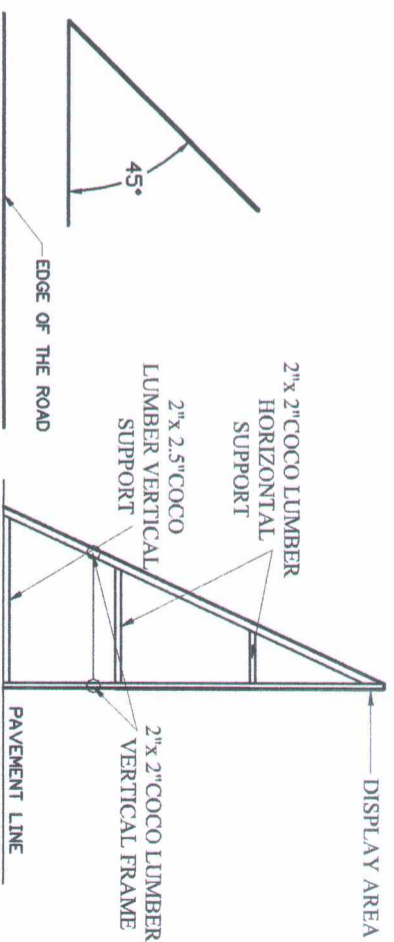 45°
EDGE OF THE ROAD
2"x 2"COCO LUMBER
HORIZONTAL
SUPPORT
2"x 2.5"COCO
LUMBER VERTICAL
SUPPORT
DISPLAY AREA
2"x 2"COCO LUMBER
VERTICAL FRAME
PAVEMENT LINE